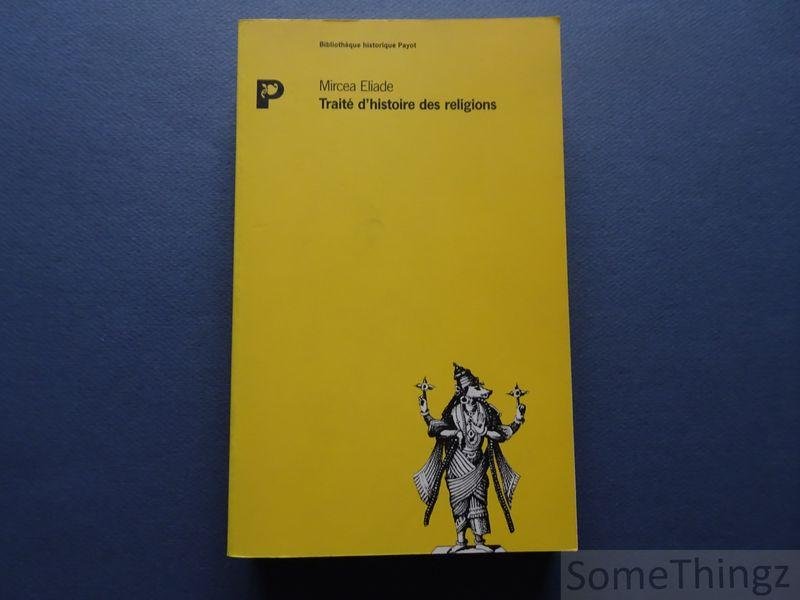 Bibliothèque historique Payot
P
Mircea Eliade
Traité d'histoire des religions
SomeThingz